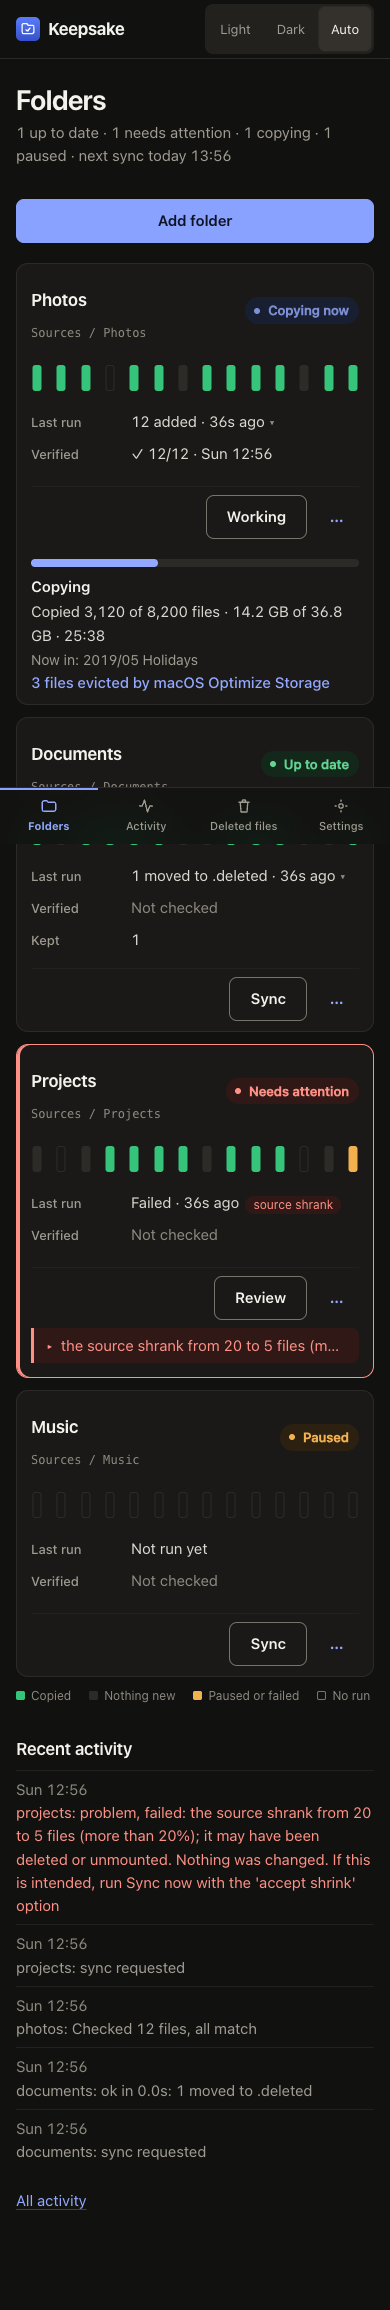 Keepsake
Light Dark Auto
Folders
1 up to date · 1 needs attention · 1 copying · 1
paused · next sync today 13:56
Add folder
Photos
Copying now
Sources / Photos
Last run 12 added · 36s ago ▾
Verified ✓ 12/12 · Sun 12:56
Working ...
Copying
Copied 3,120 of 8,200 files · 14.2 GB of 36.8
GB · 25:38
Now in: 2019/05 Holidays
3 files evicted by macOS Optimize Storage
Documents
Up to date
Sources / Documents
Folders Activity Deleted files Settings
Last run 1 moved to .deleted · 36s ago ▾
Verified Not checked
Kept 1
Sync ...
Projects
Needs attention
Sources / Projects
Last run Failed · 36s ago source shrank
Verified Not checked
Review ...
▸ the source shrank from 20 to 5 files (m...
Music
Paused
Sources / Music
Last run Not run yet
Verified Not checked
Sync ...
Copied Nothing new Paused or failed No run
Recent activity
Sun 12:56
projects: problem, failed: the source shrank from 20
to 5 files (more than 20%); it may have been
deleted or unmounted. Nothing was changed. If this
is intended, run Sync now with the 'accept shrink'
option
Sun 12:56
projects: sync requested
Sun 12:56
photos: Checked 12 files, all match
Sun 12:56
documents: ok in 0.0s: 1 moved to .deleted
Sun 12:56
documents: sync requested
All activity